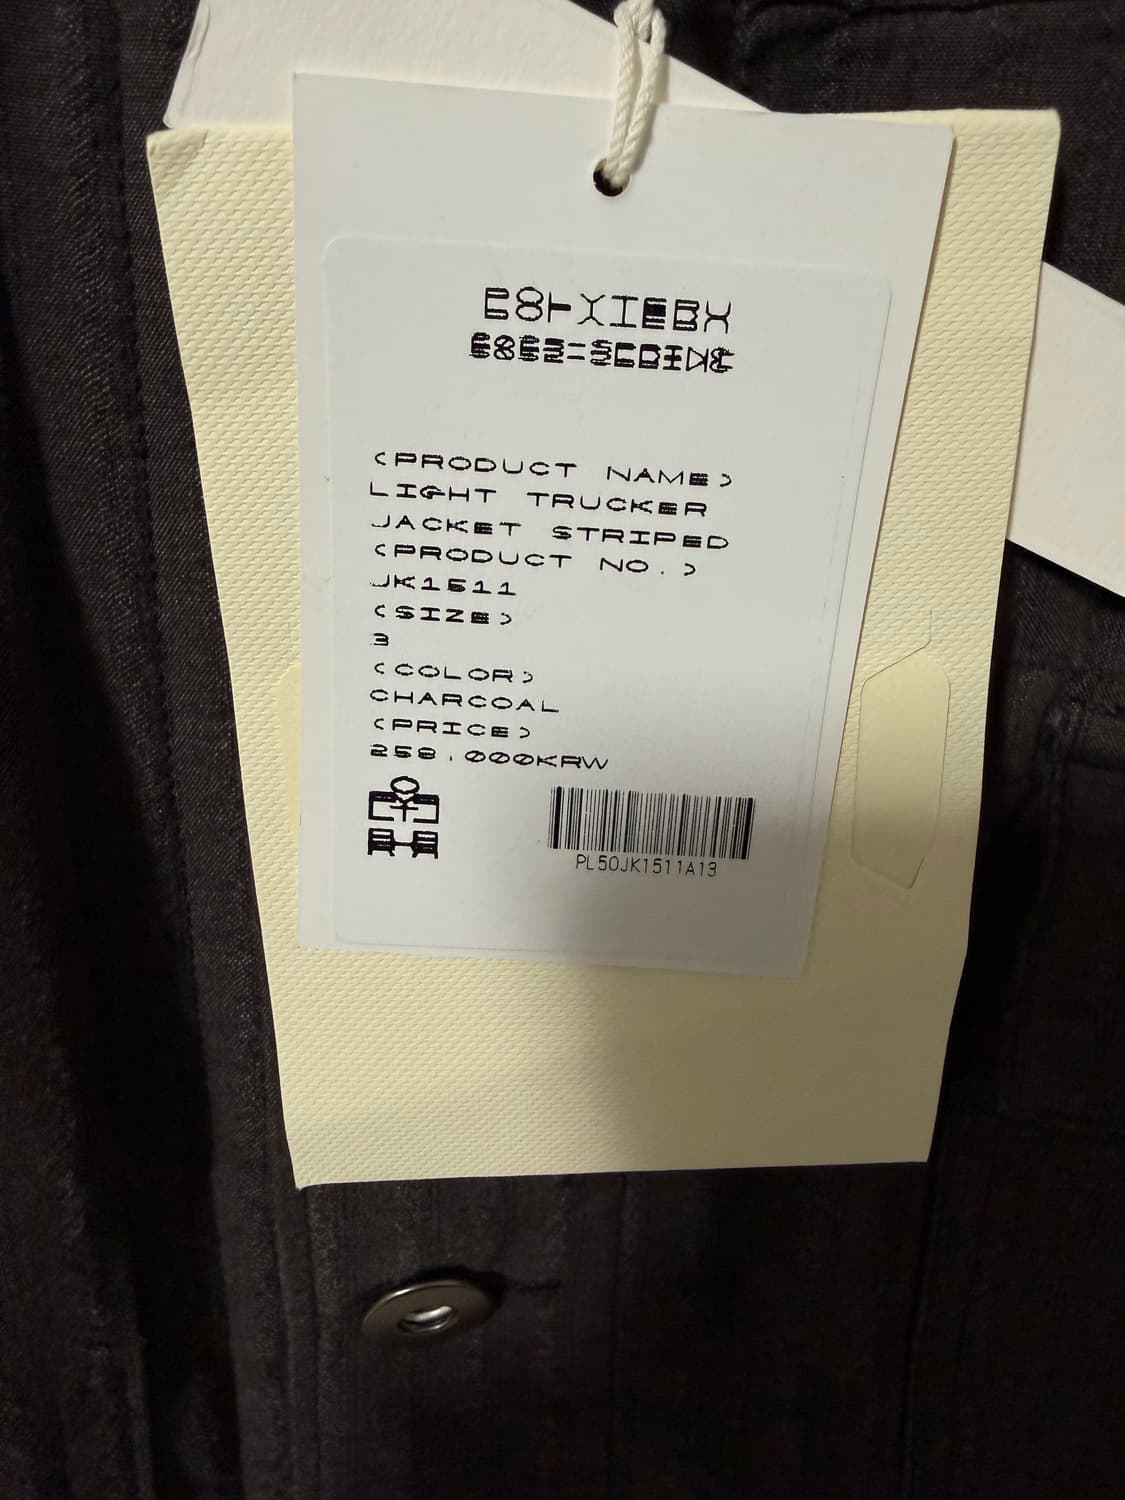 <PRODUCT NAME>
LIGHT TRUCKER
JACKET STRIPED
<PRODUCT NO.>
JK1511
<SIZE>
3
<COLOR>
CHARCOAL
<PRICE>
258,000KRW
PL50JK1511A13